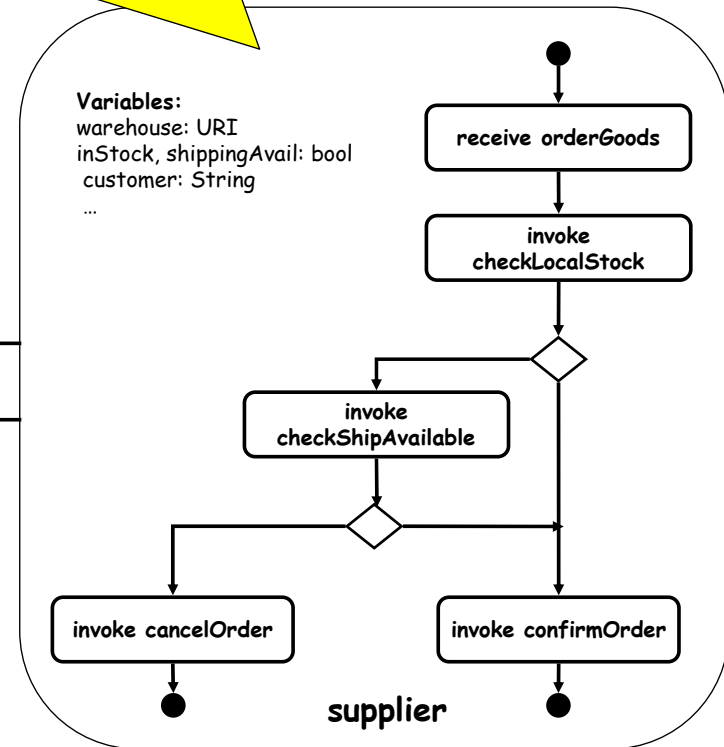 Variables:
warehouse: URI
inStock, shippingAvail: bool
customer: String
...
receive orderGoods
invoke
checkLocalStock
invoke
checkShipAvailable
invoke cancelOrder
invoke confirmOrder
supplier